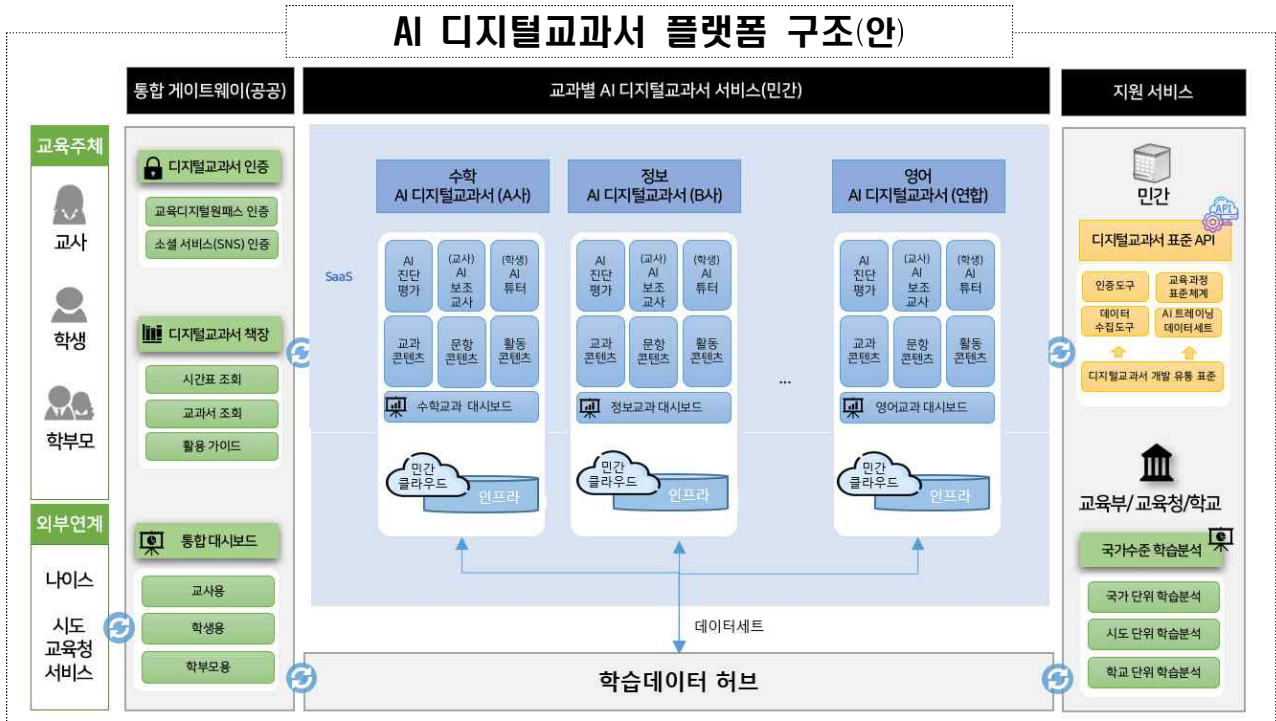 AI 디지털교과서 플랫폼 구조(안)
통합 게이트웨이(공공)
교과별 AI 디지털교과서 서비스(민간)
지원 서비스
교육주체
교사
학생
학부모
외부연계
나이스
시도
교육청
서비스
디지털교과서 인증
교육디지털원패스 인증
소셜 서비스(SNS) 인증
디지털교과서 책장
시간표 조회
교과서 조회
활용 가이드
통합 대시보드
교사용
학생용
학부모용
SaaS
수학
AI 디지털교과서 (A사)
AI
진단
평가
(교사)
AI
보조
교사
(학생)
AI
튜터
교과
콘텐츠
문항
콘텐츠
활동
콘텐츠
수학교과 대시보드
민간
클라우드
인프라
정보
AI 디지털교과서 (B사)
AI
진단
평가
(교사)
AI
보조
교사
(학생)
AI
튜터
교과
콘텐츠
문항
콘텐츠
활동
콘텐츠
정보교과 대시보드
민간
클라우드
인프라
...
영어
AI 디지털교과서 (연합)
AI
진단
평가
(교사)
AI
보조
교사
(학생)
AI
튜터
교과
콘텐츠
문항
콘텐츠
활동
콘텐츠
영어교과 대시보드
민간
클라우드
인프라
데이터세트
학습데이터 허브
민간
API
디지털교과서 표준 API
인증도구
교육과정
표준체계
데이터
수집도구
AI 트레이닝
데이터세트
디지털교과서 개발 유통 표준
교육부/교육청/학교
국가수준 학습분석
국가 단위 학습분석
시도 단위 학습분석
학교 단위 학습분석